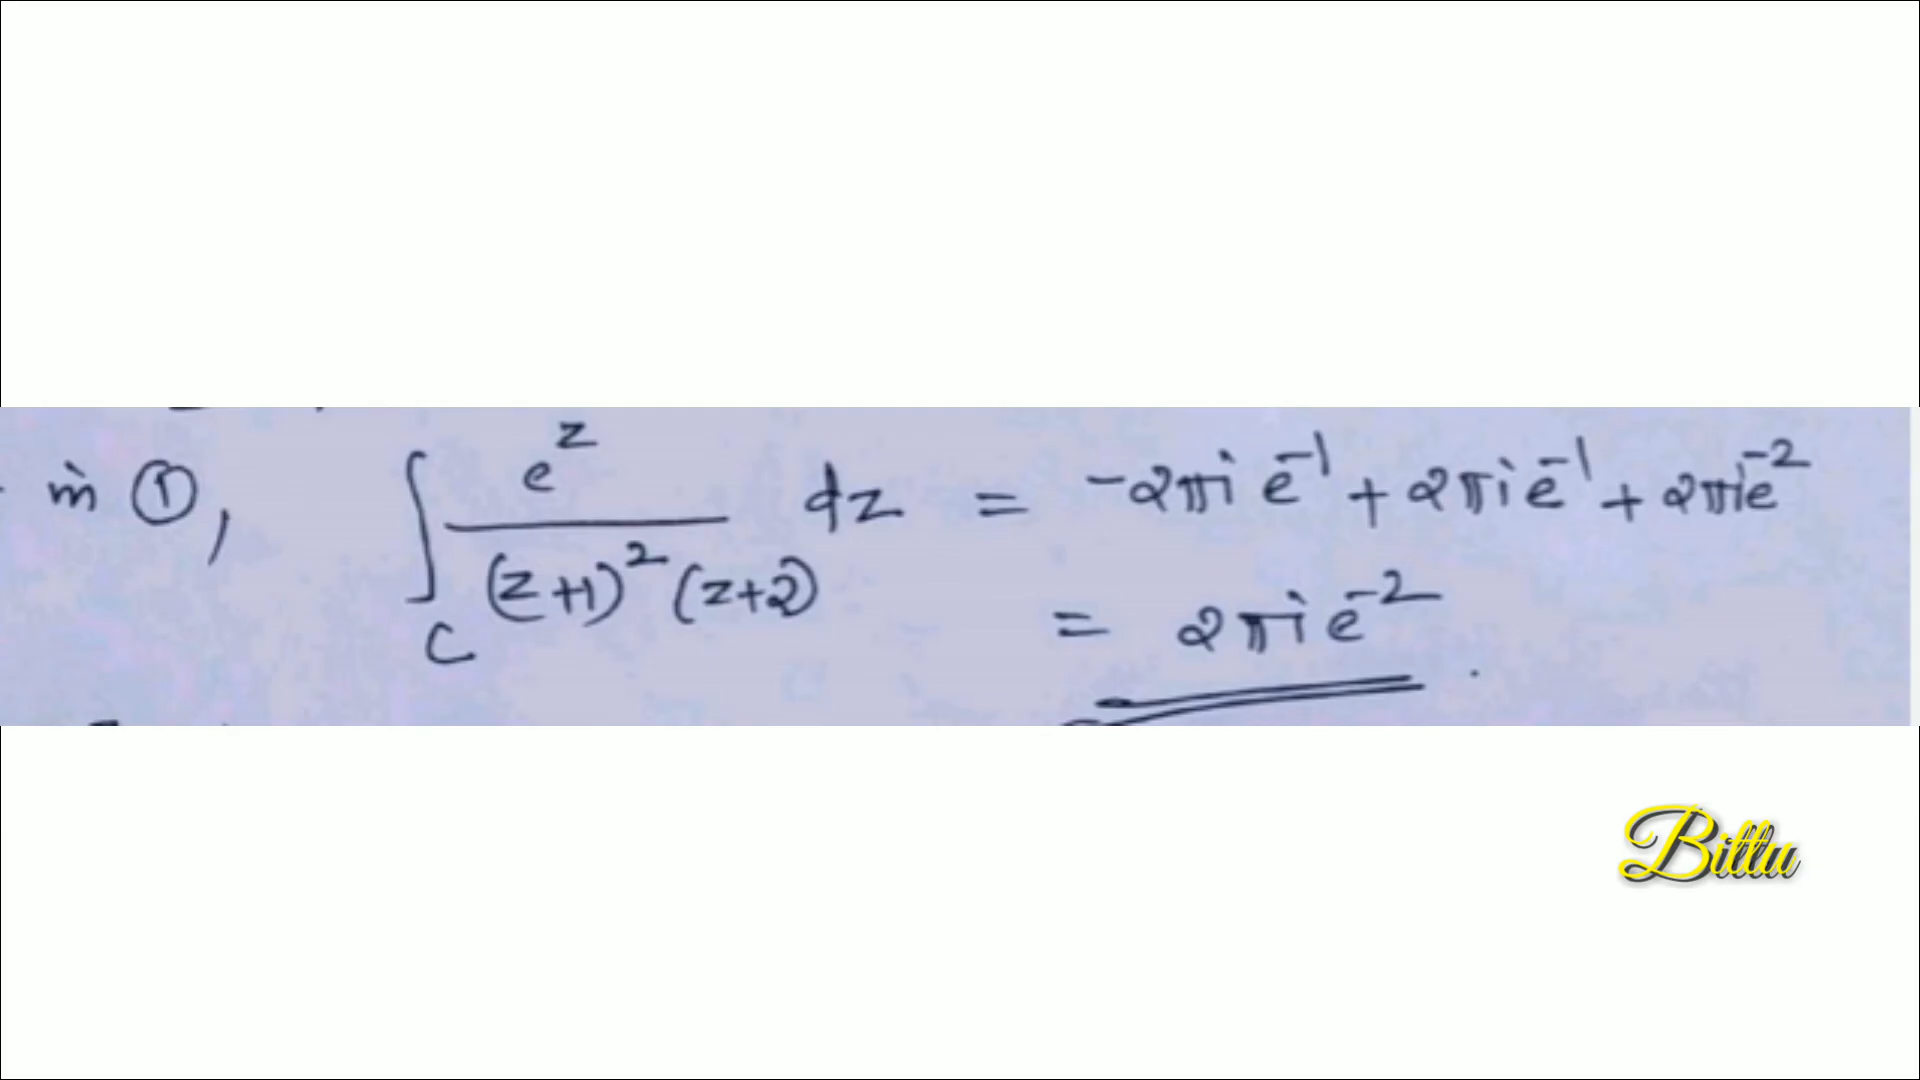 in ①, ∫_C e^z / (z+1)^2 (z+2) dz = -2πi e^-1 + 2πi e^-1 + 2πi e^-2
= 2πi e^-2.
Bittu